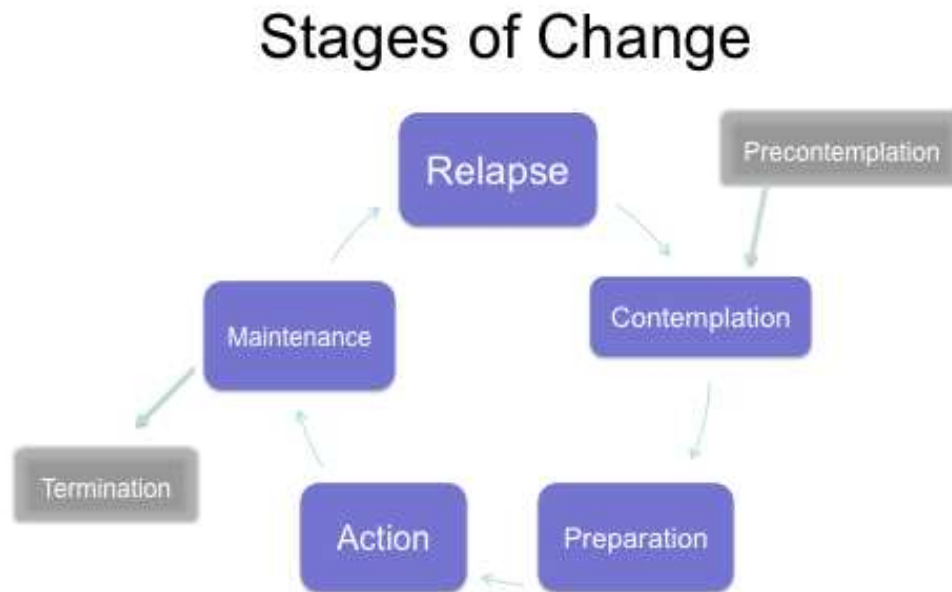 Stages of Change
Relapse
Precontemplation
Contemplation
Maintenance
Termination
Action
Preparation